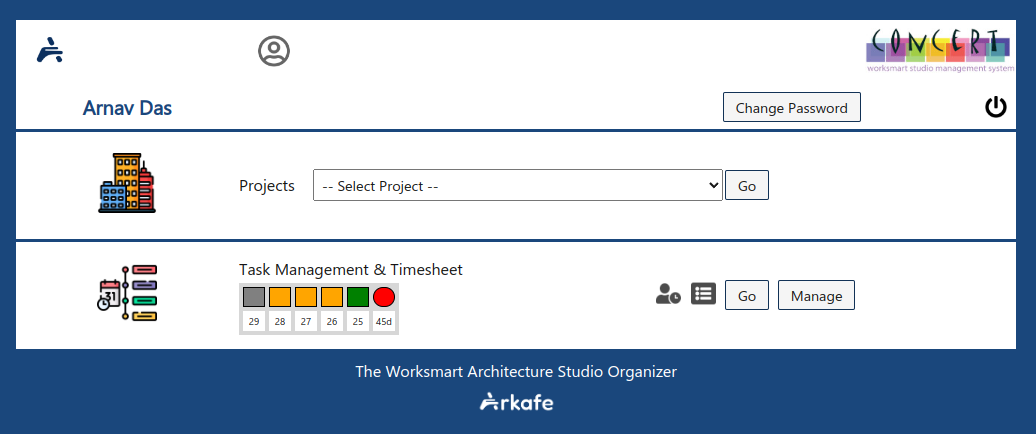 CONCERT
worksmart studio management system
Arnav Das
Change Password
Projects
-- Select Project --
Go
31
Task Management & Timesheet
29 28 27 26 25 45d
Go
Manage
The Worksmart Architecture Studio Organizer
Arkafe